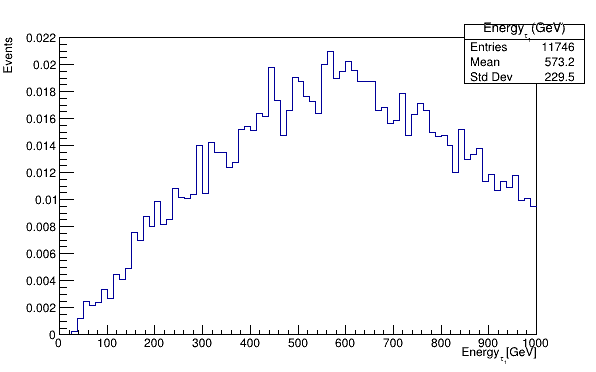 Energy_τ₁ (GeV)
Entries 11746
Mean 573.2
Std Dev 229.5
Events
0.022
0.02
0.018
0.016
0.014
0.012
0.01
0.008
0.006
0.004
0.002
0
0 100 200 300 400 500 600 700 800 900 1000
Energy_τ₁ [GeV]